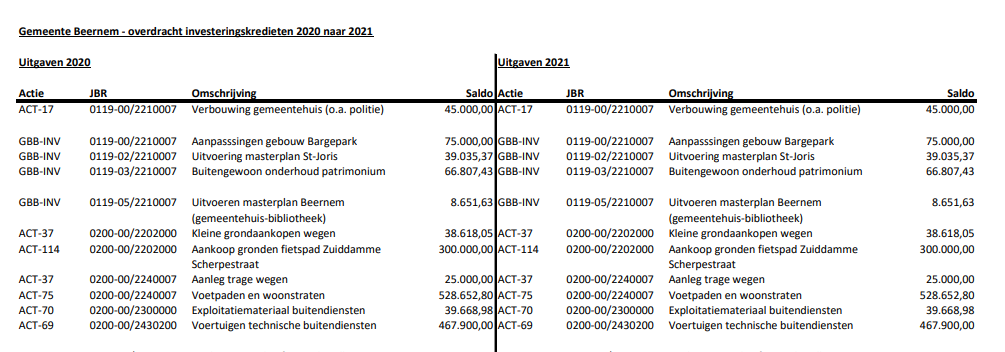 Gemeente Beernem - overdracht investeringskredieten 2020 naar 2021
Uitgaven 2020 Uitgaven 2021
Actie JBR Omschrijving Saldo Actie JBR Omschrijving Saldo
ACT-17 0119-00/2210007 Verbouwing gemeentehuis (o.a. politie) 45.000,00 ACT-17 0119-00/2210007 Verbouwing gemeentehuis (o.a. politie) 45.000,00
GBB-INV 0119-00/2210007 Aanpasssingen gebouw Bargepark 75.000,00 GBB-INV 0119-00/2210007 Aanpasssingen gebouw Bargepark 75.000,00
GBB-INV 0119-02/2210007 Uitvoering masterplan St-Joris 39.035,37 GBB-INV 0119-02/2210007 Uitvoering masterplan St-Joris 39.035,37
GBB-INV 0119-03/2210007 Buitengewoon onderhoud patrimonium 66.807,43 GBB-INV 0119-03/2210007 Buitengewoon onderhoud patrimonium 66.807,43
GBB-INV 0119-05/2210007 Uitvoeren masterplan Beernem 8.651,63 GBB-INV 0119-05/2210007 Uitvoeren masterplan Beernem 8.651,63
(gemeentehuis-bibliotheek) (gemeentehuis-bibliotheek)
ACT-37 0200-00/2202000 Kleine grondaankopen wegen 38.618,05 ACT-37 0200-00/2202000 Kleine grondaankopen wegen 38.618,05
ACT-114 0200-00/2202000 Aankoop gronden fietspad Zuiddamme 300.000,00 ACT-114 0200-00/2202000 Aankoop gronden fietspad Zuiddamme 300.000,00
Scherpestraat Scherpestraat
ACT-37 0200-00/2240007 Aanleg trage wegen 25.000,00 ACT-37 0200-00/2240007 Aanleg trage wegen 25.000,00
ACT-75 0200-00/2240007 Voetpaden en woonstraten 528.652,80 ACT-75 0200-00/2240007 Voetpaden en woonstraten 528.652,80
ACT-70 0200-00/2300000 Exploitatiemateriaal buitendiensten 39.668,98 ACT-70 0200-00/2300000 Exploitatiemateriaal buitendiensten 39.668,98
ACT-69 0200-00/2430200 Voertuigen technische buitendiensten 467.900,00 ACT-69 0200-00/2430200 Voertuigen technische buitendiensten 467.900,00